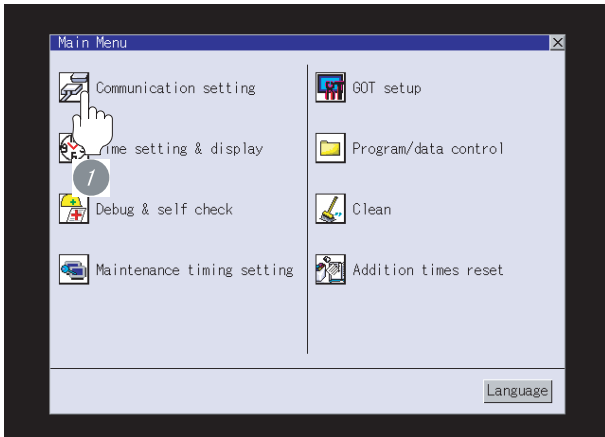 Main Menu
Communication setting
GOT setup
ime setting & display
Program/data control
1
Debug & self check
Clean
Maintenance timing setting
Addition times reset
Language